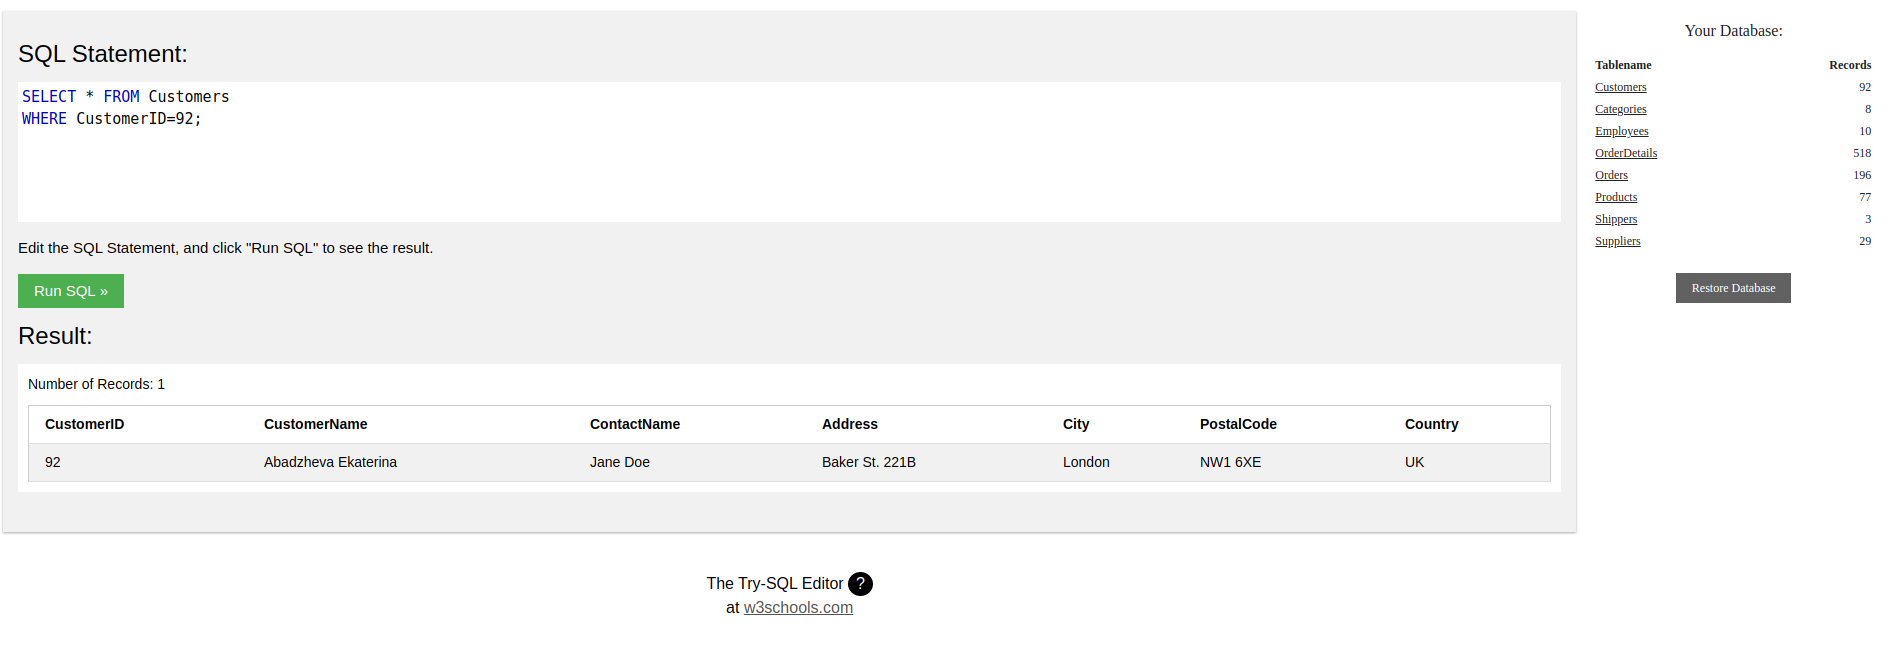 SQL Statement:
SELECT * FROM Customers
WHERE CustomerID=92;
Edit the SQL Statement, and click "Run SQL" to see the result.
Run SQL »
Result:
Number of Records: 1
CustomerID CustomerName ContactName Address City PostalCode Country
92 Abadzheva Ekaterina Jane Doe Baker St. 221B London NW1 6XE UK
The Try-SQL Editor ?
at w3schools.com
Your Database:
Tablename Records
Customers 92
Categories 8
Employees 10
OrderDetails 518
Orders 196
Products 77
Shippers 3
Suppliers 29
Restore Database